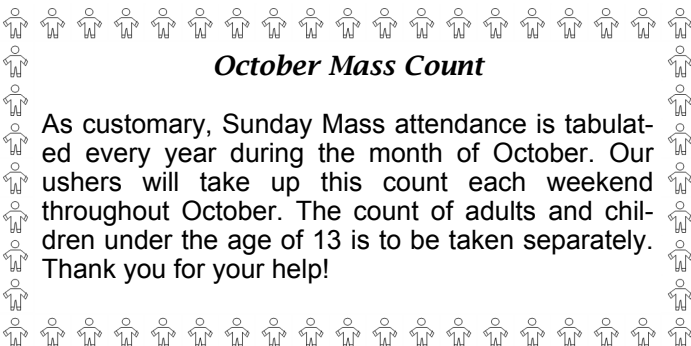 October Mass Count
As customary, Sunday Mass attendance is tabulat-
ed every year during the month of October. Our
ushers will take up this count each weekend
throughout October. The count of adults and chil-
dren under the age of 13 is to be taken separately.
Thank you for your help!